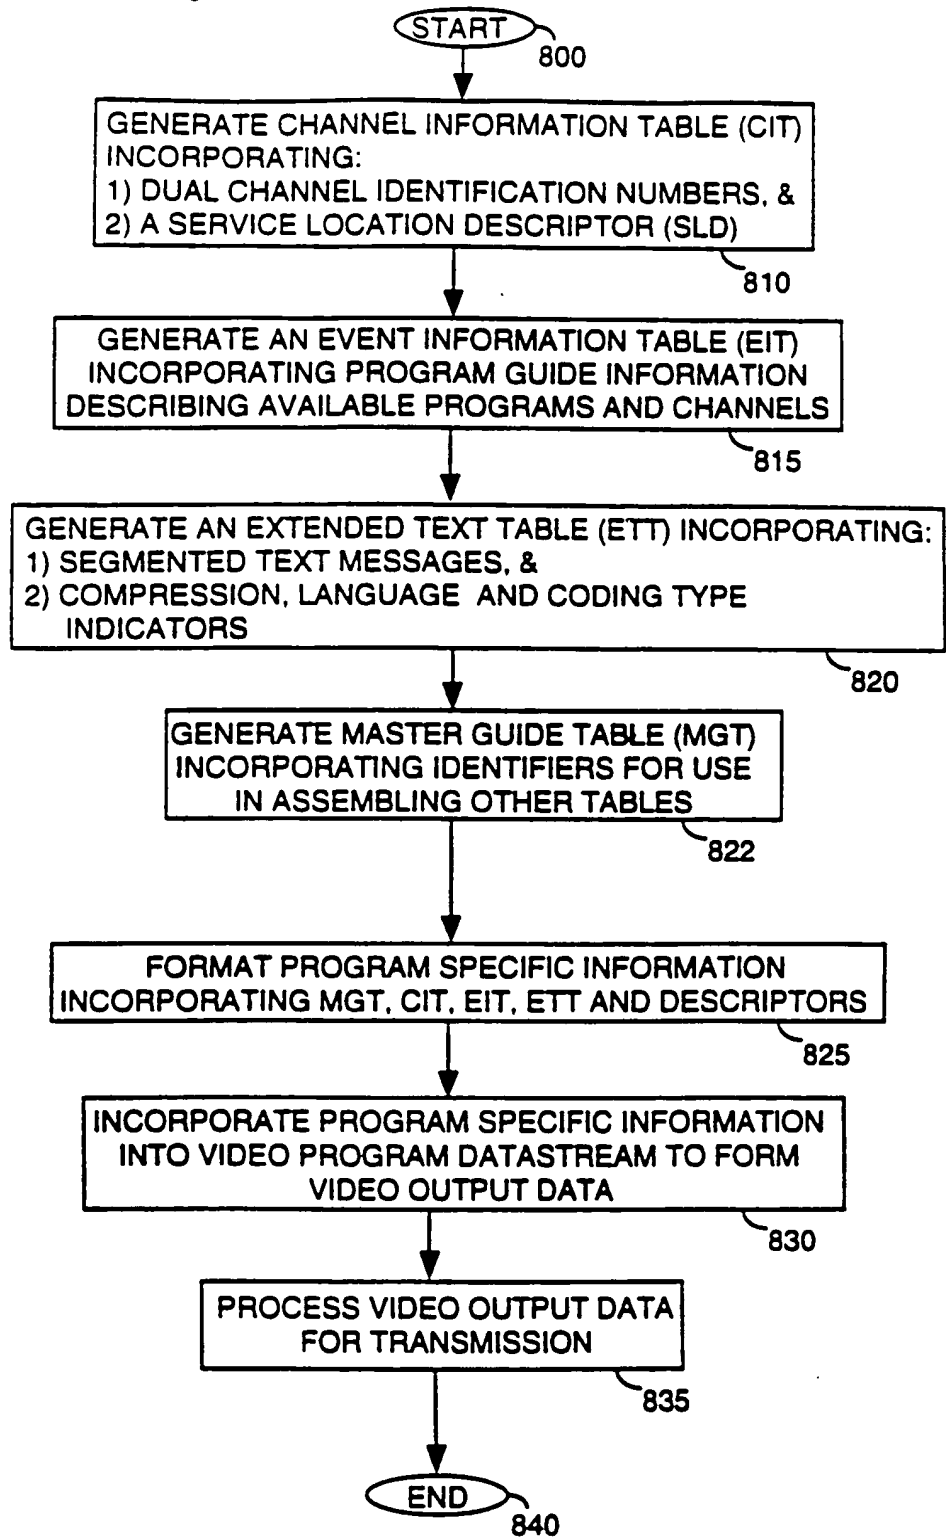 START
800
GENERATE CHANNEL INFORMATION TABLE (CIT)
INCORPORATING:
1) DUAL CHANNEL IDENTIFICATION NUMBERS, &
2) A SERVICE LOCATION DESCRIPTOR (SLD)
810
GENERATE AN EVENT INFORMATION TABLE (EIT)
INCORPORATING PROGRAM GUIDE INFORMATION
DESCRIBING AVAILABLE PROGRAMS AND CHANNELS
815
GENERATE AN EXTENDED TEXT TABLE (ETT) INCORPORATING:
1) SEGMENTED TEXT MESSAGES, &
2) COMPRESSION, LANGUAGE AND CODING TYPE
INDICATORS
820
GENERATE MASTER GUIDE TABLE (MGT)
INCORPORATING IDENTIFIERS FOR USE
IN ASSEMBLING OTHER TABLES
822
FORMAT PROGRAM SPECIFIC INFORMATION
INCORPORATING MGT, CIT, EIT, ETT AND DESCRIPTORS
825
INCORPORATE PROGRAM SPECIFIC INFORMATION
INTO VIDEO PROGRAM DATASTREAM TO FORM
VIDEO OUTPUT DATA
830
PROCESS VIDEO OUTPUT DATA
FOR TRANSMISSION
835
END
840